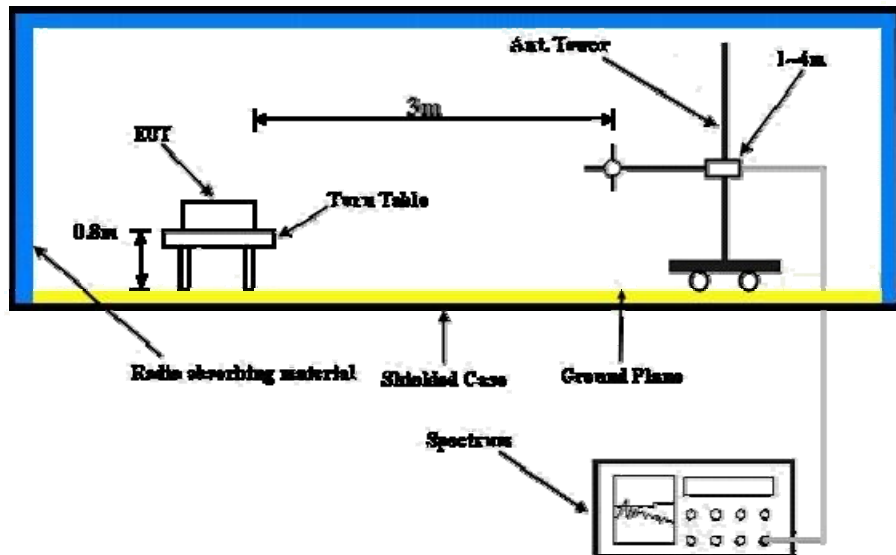 Ant. Tower
1~4m
3m
EUT
Turn Table
0.8m
Radio absorbing material
Shielded Case
Ground Plane
Spectrum